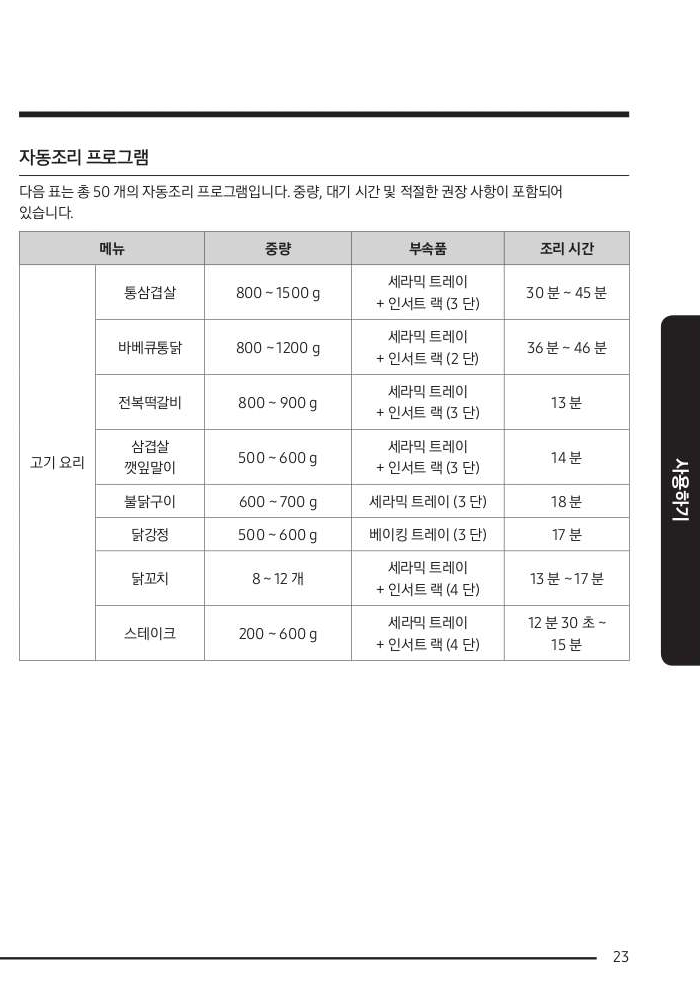 자동조리 프로그램
다음 표는 총 50 개의 자동조리 프로그램입니다. 중량, 대기 시간 및 적절한 권장 사항이 포함되어
있습니다.
메뉴 중량 부속품 조리 시간
고기 요리
통삼겹살 800 ~ 1500 g 세라믹 트레이
+ 인서트 랙 (3 단) 30 분 ~ 45 분
바베큐통닭 800 ~ 1200 g 세라믹 트레이
+ 인서트 랙 (2 단) 36 분 ~ 46 분
전복떡갈비 800 ~ 900 g 세라믹 트레이
+ 인서트 랙 (3 단) 13 분
삼겹살
깻잎말이 500 ~ 600 g 세라믹 트레이
+ 인서트 랙 (3 단) 14 분
불닭구이 600 ~ 700 g 세라믹 트레이 (3 단) 18 분
닭강정 500 ~ 600 g 베이킹 트레이 (3 단) 17 분
닭꼬치 8 ~ 12 개 세라믹 트레이
+ 인서트 랙 (4 단) 13 분 ~ 17 분
스테이크 200 ~ 600 g 세라믹 트레이
+ 인서트 랙 (4 단) 12 분 30 초 ~
15 분
사용하기
23